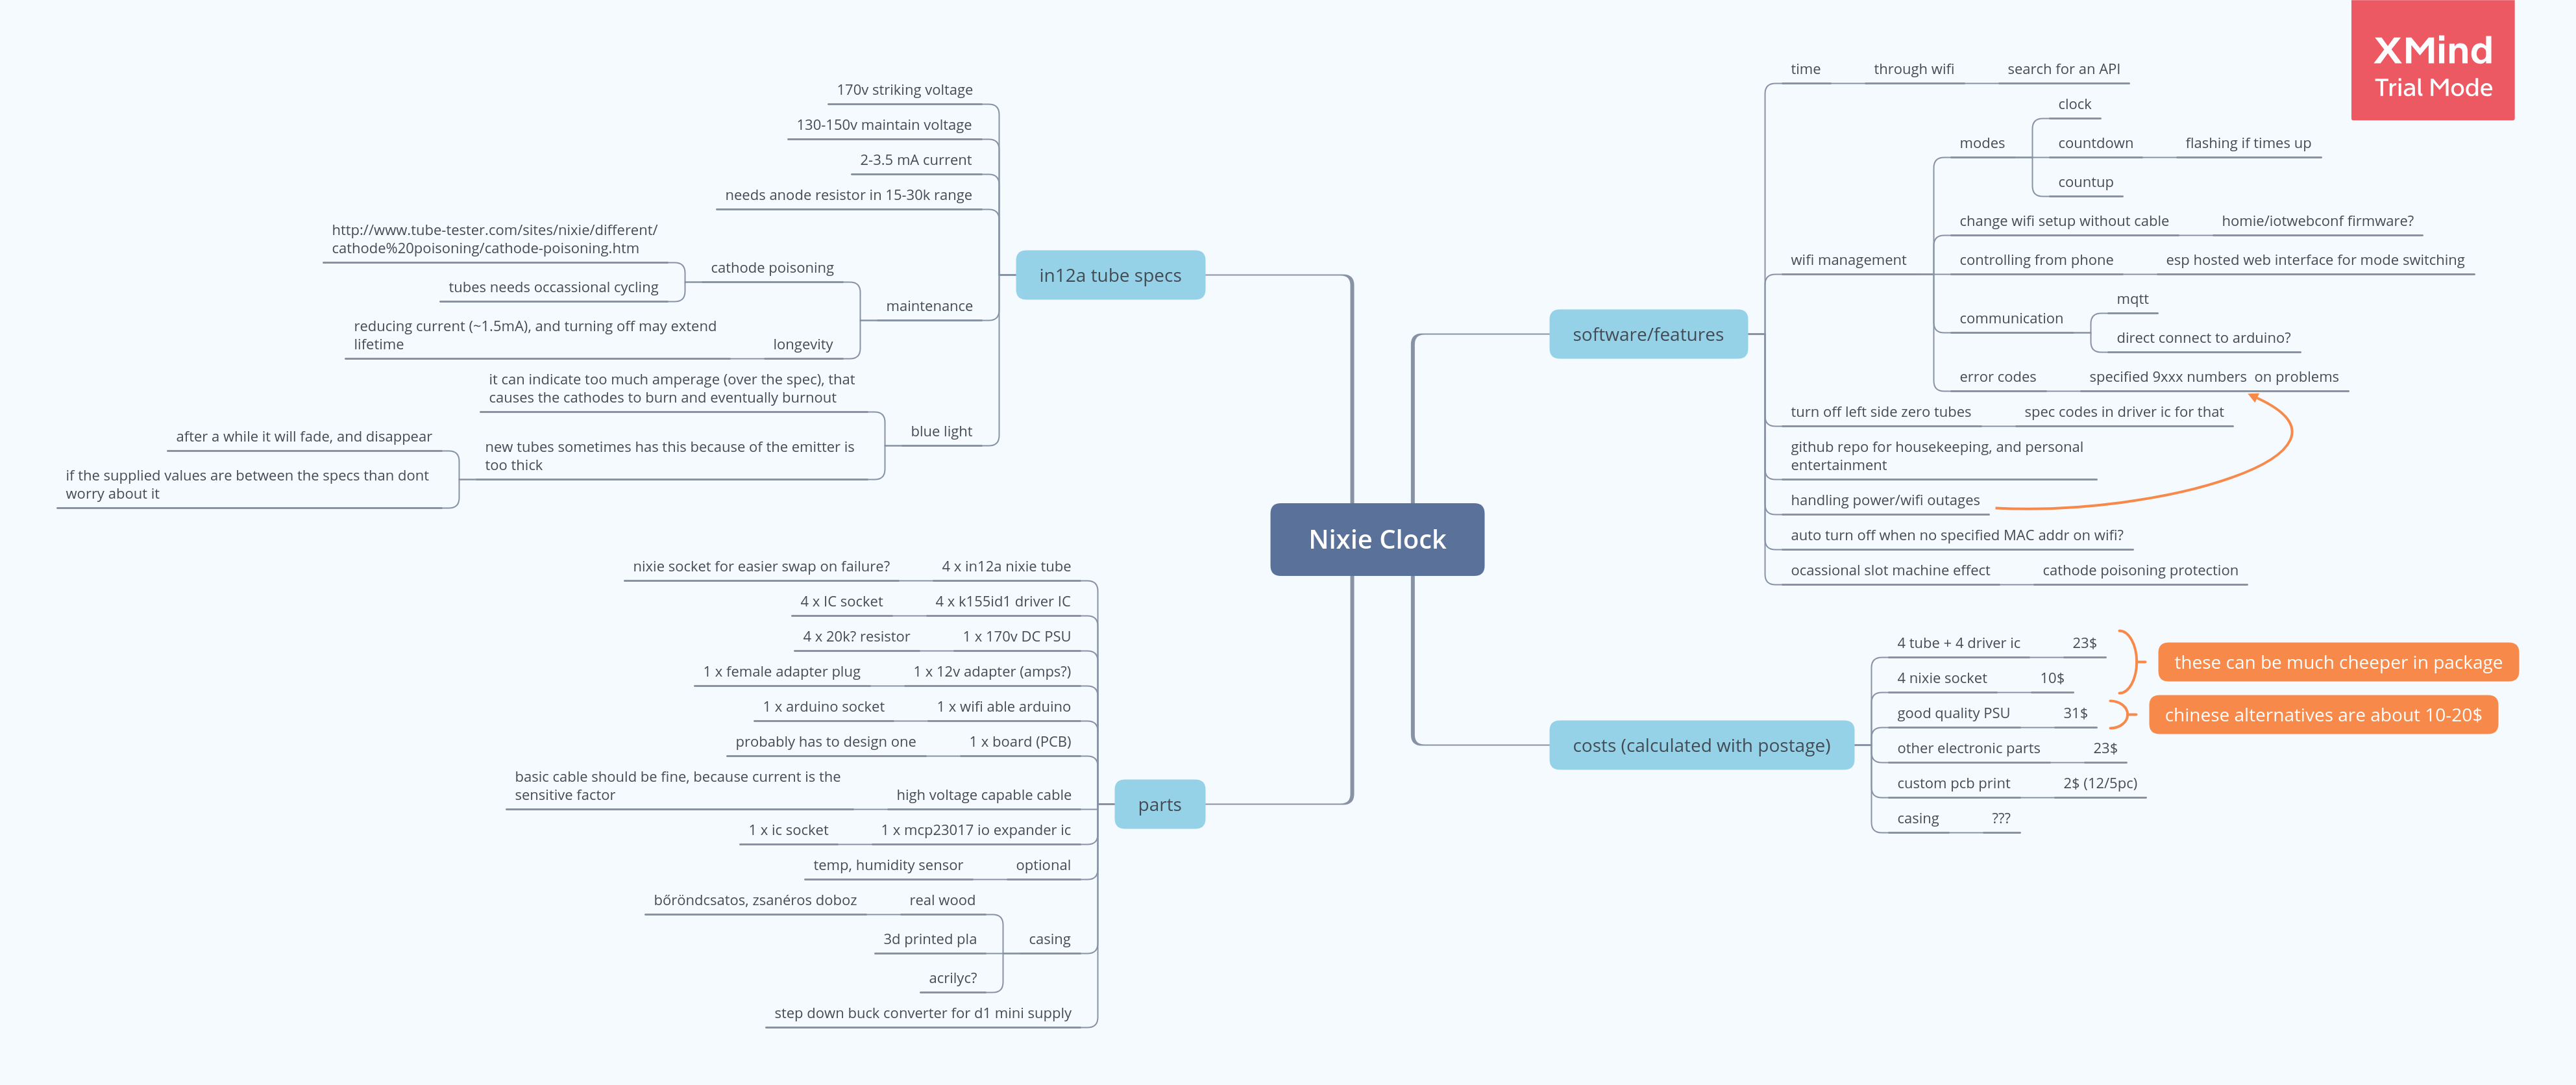 XMind
Trial Mode
Nixie Clock
in12a tube specs
170v striking voltage
130-150v maintain voltage
2-3.5 mA current
needs anode resistor in 15-30k range
maintenance
cathode poisoning
http://www.tube-tester.com/sites/nixie/different/
cathode%20poisoning/cathode-poisoning.htm
tubes needs occassional cycling
longevity
reducing current (~1.5mA), and turning off may extend
lifetime
blue light
it can indicate too much amperage (over the spec), that
causes the cathodes to burn and eventually burnout
new tubes sometimes has this because of the emitter is
too thick
after a while it will fade, and disappear
if the supplied values are between the specs than dont
worry about it
parts
4 x in12a nixie tube
nixie socket for easier swap on failure?
4 x k155id1 driver IC
4 x IC socket
1 x 170v DC PSU
4 x 20k? resistor
1 x 12v adapter (amps?)
1 x female adapter plug
1 x wifi able arduino
1 x arduino socket
1 x board (PCB)
probably has to design one
high voltage capable cable
basic cable should be fine, because current is the
sensitive factor
1 x mcp23017 io expander ic
1 x ic socket
optional
temp, humidity sensor
casing
real wood
bőröndcsatos, zsanéros doboz
3d printed pla
acrilyc?
step down buck converter for d1 mini supply
software/features
time
through wifi
search for an API
wifi management
modes
clock
countdown
flashing if times up
countup
change wifi setup without cable
homie/iotwebconf firmware?
controlling from phone
esp hosted web interface for mode switching
communication
mqtt
direct connect to arduino?
error codes
specified 9xxx numbers  on problems
turn off left side zero tubes
spec codes in driver ic for that
github repo for housekeeping, and personal
entertainment
handling power/wifi outages
auto turn off when no specified MAC addr on wifi?
ocassional slot machine effect
cathode poisoning protection
costs (calculated with postage)
4 tube + 4 driver ic
23$
4 nixie socket
10$
these can be much cheeper in package
good quality PSU
31$
chinese alternatives are about 10-20$
other electronic parts
23$
custom pcb print
2$ (12/5pc)
casing
???